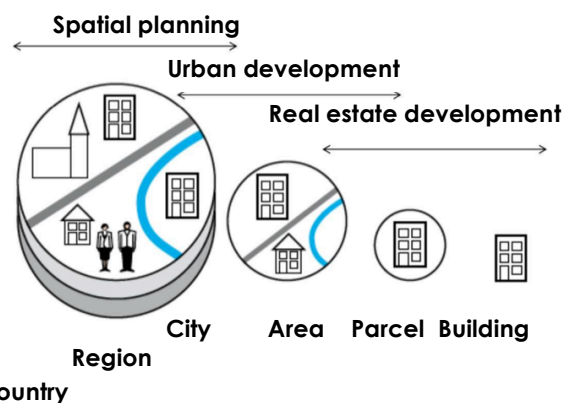 Spatial planning
Urban development
Real estate development
City Area Parcel Building
Region
ountry